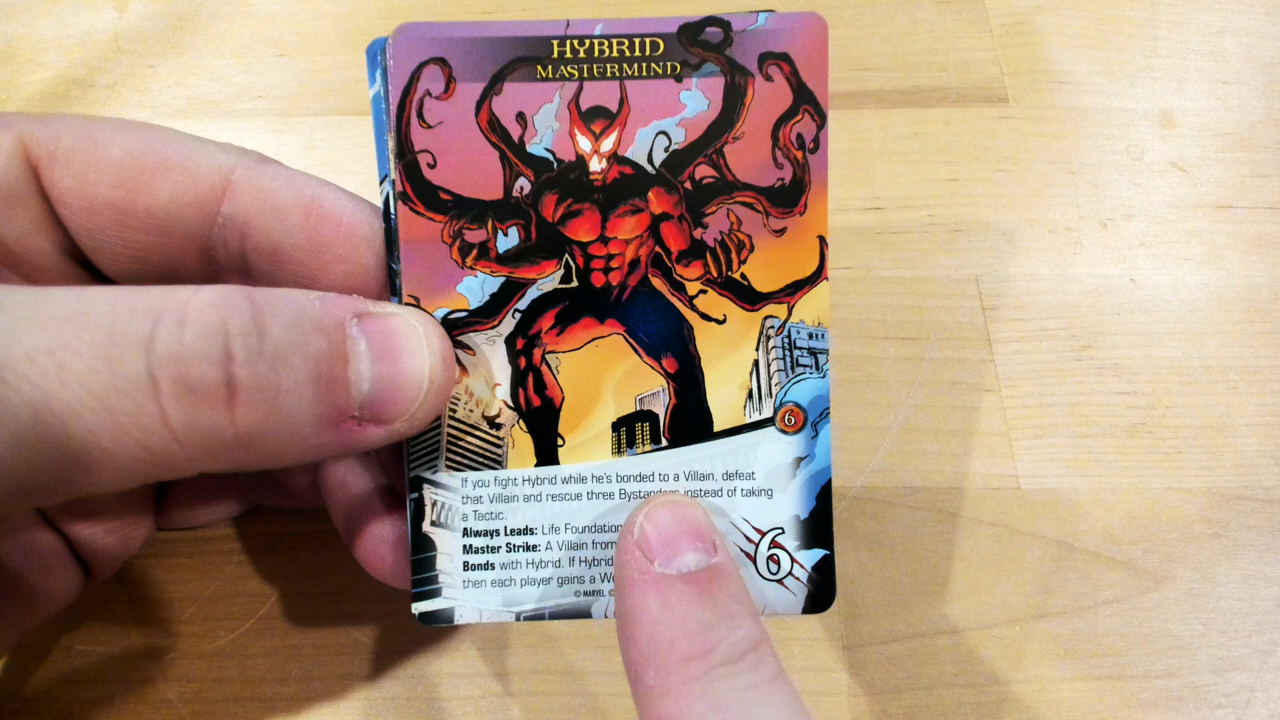 HYBRID
MASTERMIND
6
If you fight Hybrid while he's bonded to a Villain, defeat
that Villain and rescue three Bystanders instead of taking
a Tactic.
Always Leads: Life Foundation
Master Strike: A Villain from
Bonds with Hybrid. If Hybrid
then each player gains a
6
© MARVEL ©